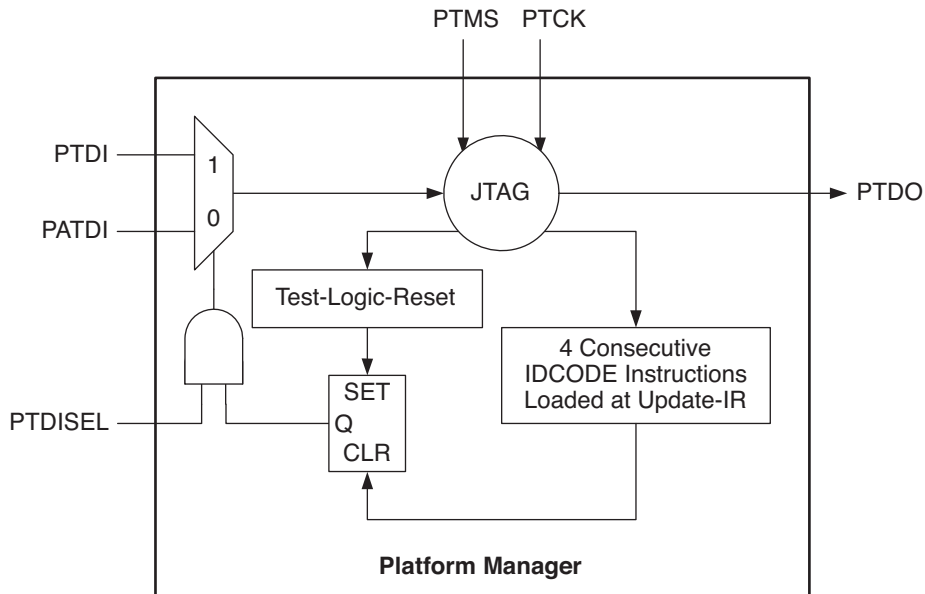 PTMS
PTCK
PTDI
1
JTAG
PTDO
PATDI
0
Test-Logic-Reset
4 Consecutive
IDCODE Instructions
Loaded at Update-IR
SET
PTDISEL
Q
CLR
Platform Manager